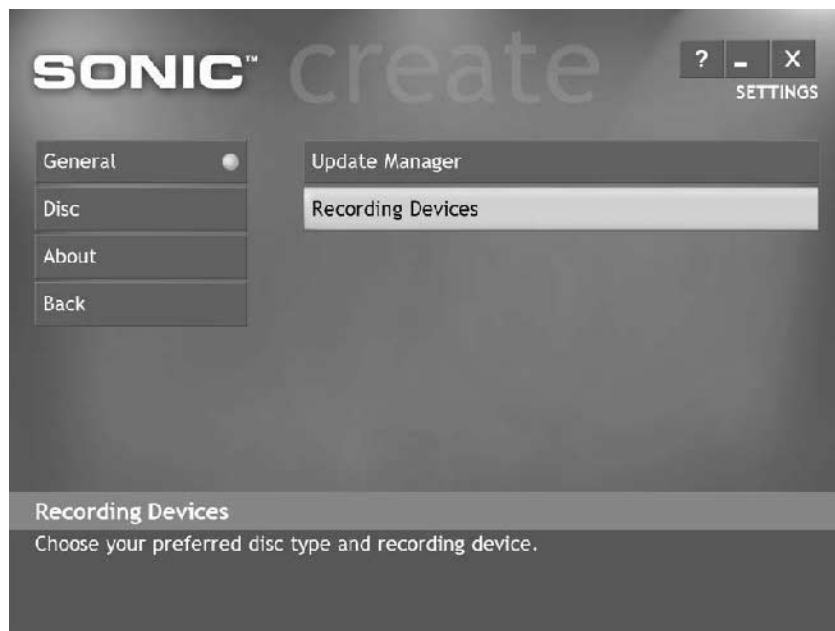 SONIC™ create
? - X
SETTINGS
General
Disc
About
Back
Update Manager
Recording Devices
Recording Devices
Choose your preferred disc type and recording device.